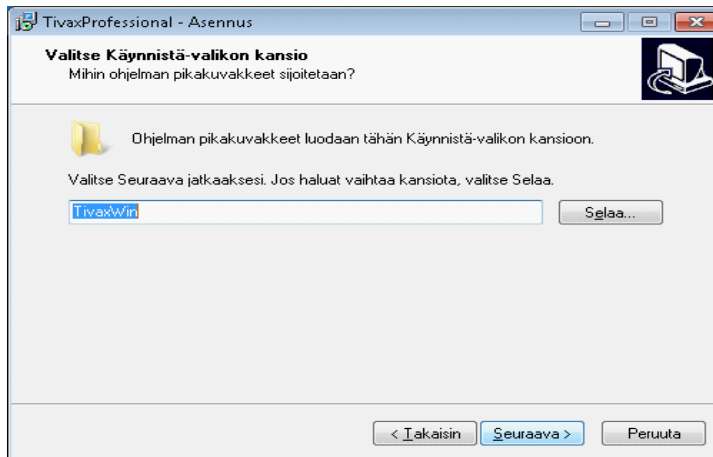 TivaxProfessional - Asennus
Valitse Käynnistä-valikon kansio
Mihin ohjelman pikakuvakkeet sijoitetaan?
Ohjelman pikakuvakkeet luodaan tähän Käynnistä-valikon kansioon.
Valitse Seuraava jatkaaksesi. Jos haluat vaihtaa kansiota, valitse Selaa.
TivaxWin Selaa...
< Takaisin Seuraava > Peruuta